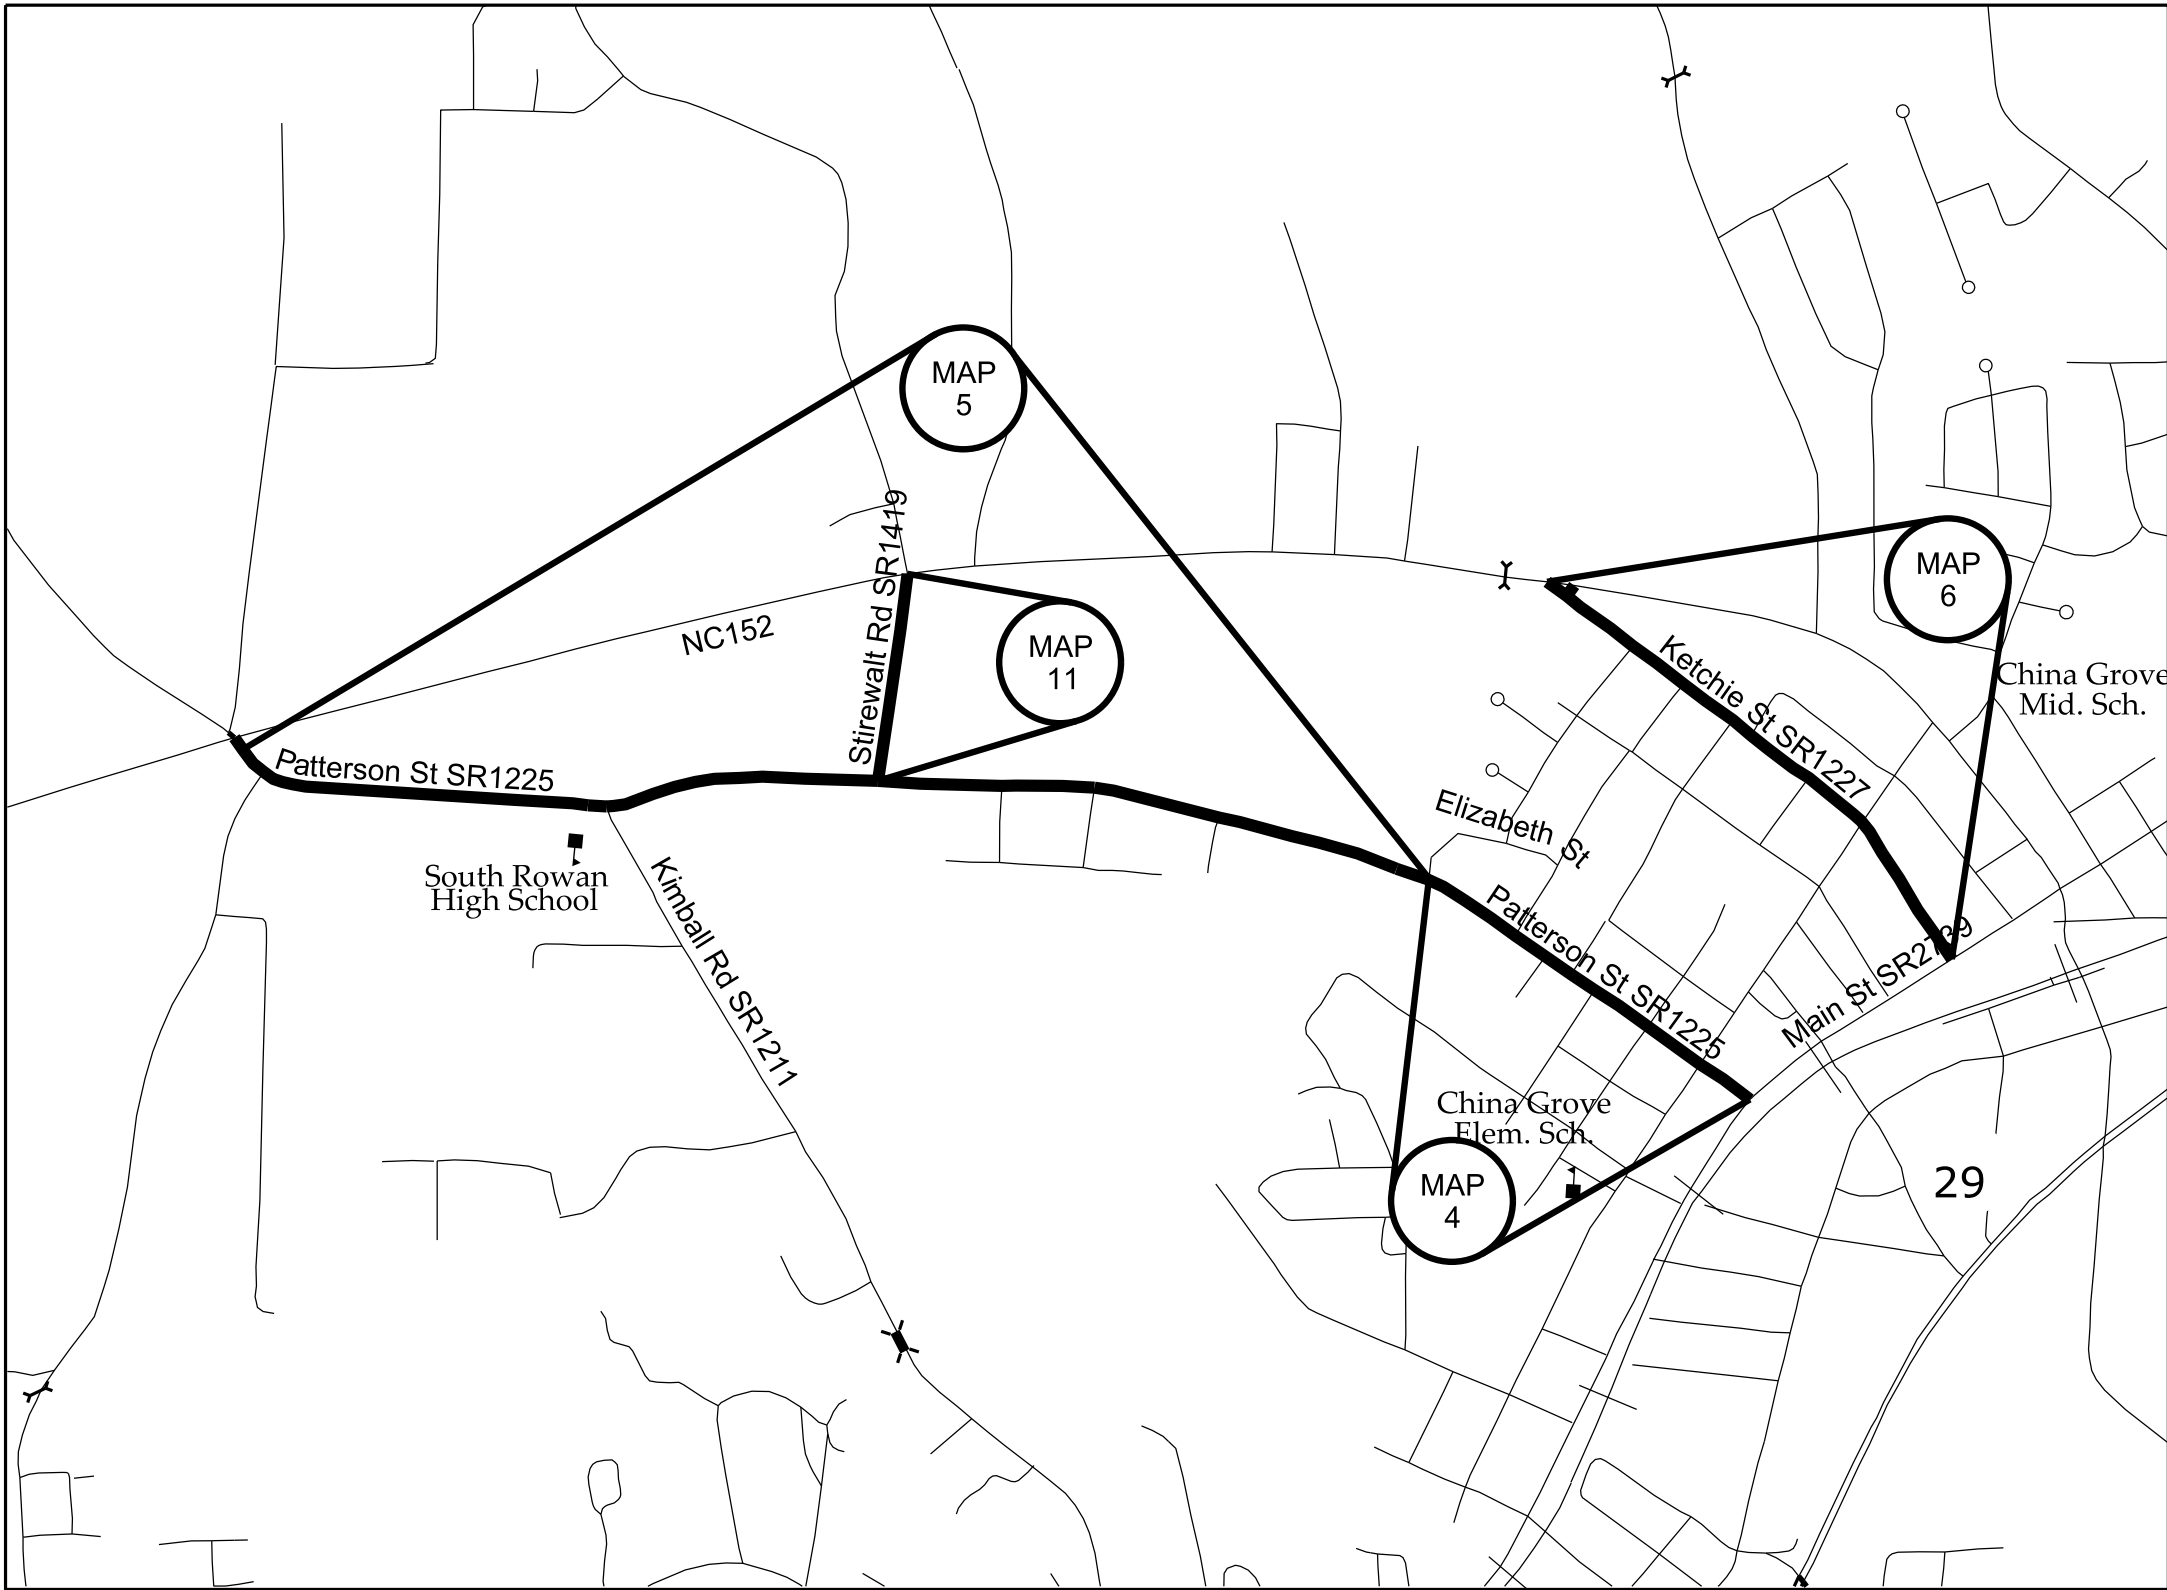 MAP
5
Stirewalt Rd SR1419
MAP
6
NC152
MAP
11
Ketchie St SR1227
China Grove
Mid. Sch.
Patterson St SR1225
Elizabeth St
South Rowan
High School
Kimball Rd SR1211
Patterson St SR1225
Main St SR2739
China Grove
Elem. Sch.
MAP
4
29